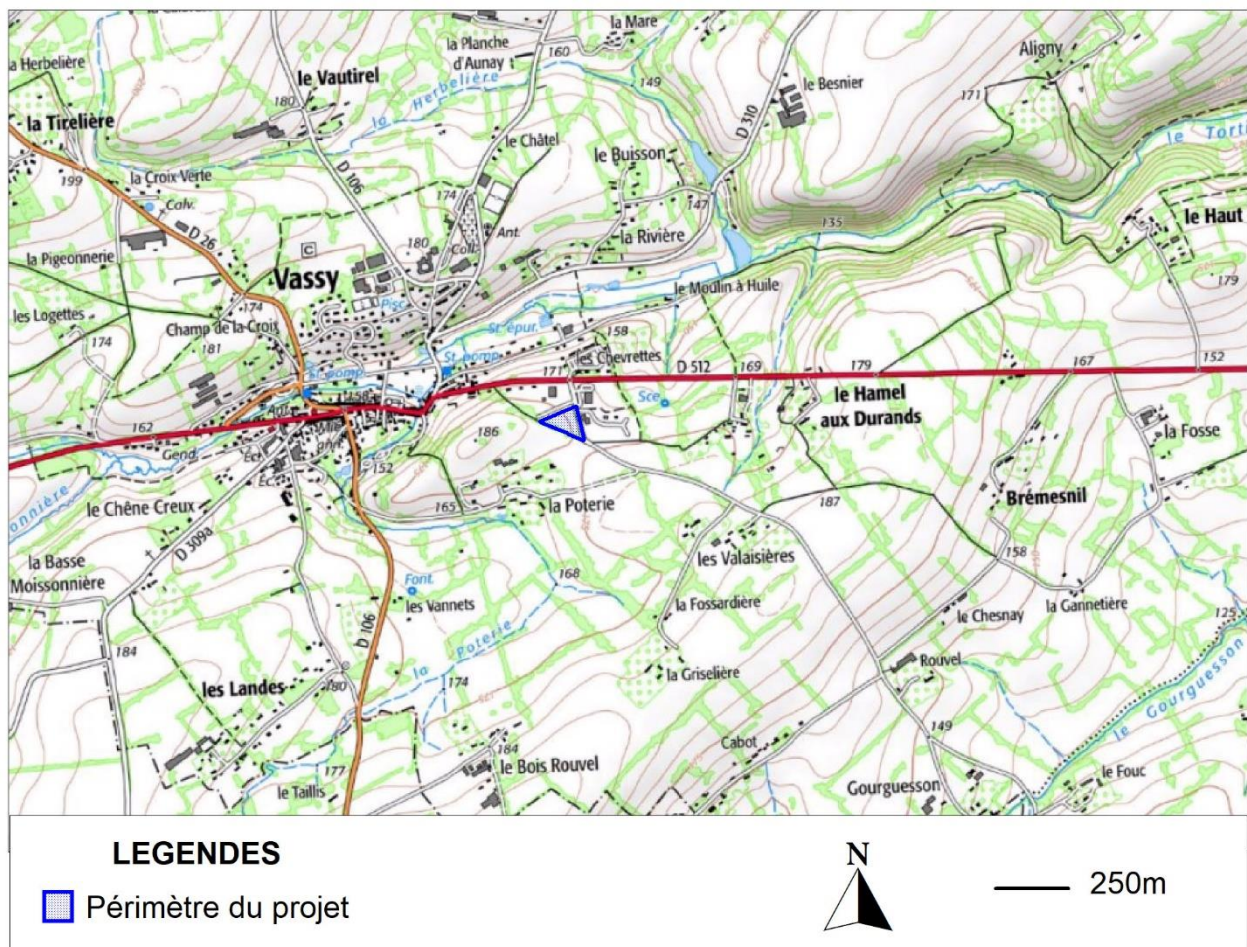 la Mare
la Planche
d'Aunay
160
Aligny
a Herbelière
le Vautirel
180
la Herbelière
149
le Besnier
171
la Tirelière
D 310
le Torti
le Châtel
le Buisson
D 106
199
la Croix Verte
Calv.
174
147
Ant.
135
le Haut
D 26
180
Coll.
la Rivière
la Pigeonnerie
C
Vassy
179
le Moulin à Huile
Pisc.
les Logettes
174
Champ de la Croix
St. épur.
158
174
181
les Chevrettes
St. pomp.
171
D 512
169
179
167
152
St. pomp.
Sce
le Hamel
aux Durands
162
186
la Fosse
Gend.
152
le Chêne Creux
165
la Poterie
187
Brémesnil
onnière
D 309a
les Valaisières
158
la Basse
Moissonnière
168
Font.
les Vannets
la Fossardière
le Chesnay
la Gannetière
125
D 106
la Poterie
184
Rouvel
la Griselière
174
les Landes
180
le Gourguesson
149
Cabot
184
le Bois Rouvel
177
le Taillis
Gourguesson
le Fouc
LEGENDES
N
250m
Périmètre du projet